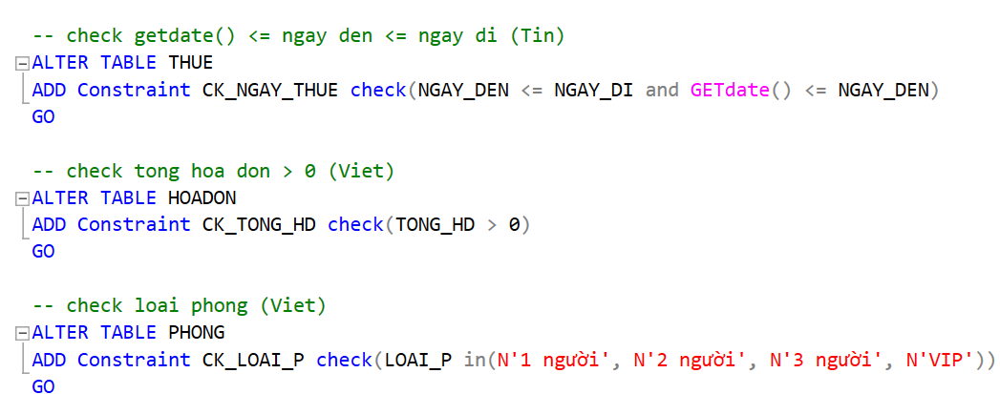 -- check getdate() <= ngay den <= ngay di (Tin)
ALTER TABLE THUE
ADD Constraint CK_NGAY_THUE check(NGAY_DEN <= NGAY_DI and GETdate() <= NGAY_DEN)
GO
-- check tong hoa don > 0 (Viet)
ALTER TABLE HOADON
ADD Constraint CK_TONG_HD check(TONG_HD > 0)
GO
-- check loai phong (Viet)
ALTER TABLE PHONG
ADD Constraint CK_LOAI_P check(LOAI_P in(N'1 người', N'2 người', N'3 người', N'VIP'))
GO